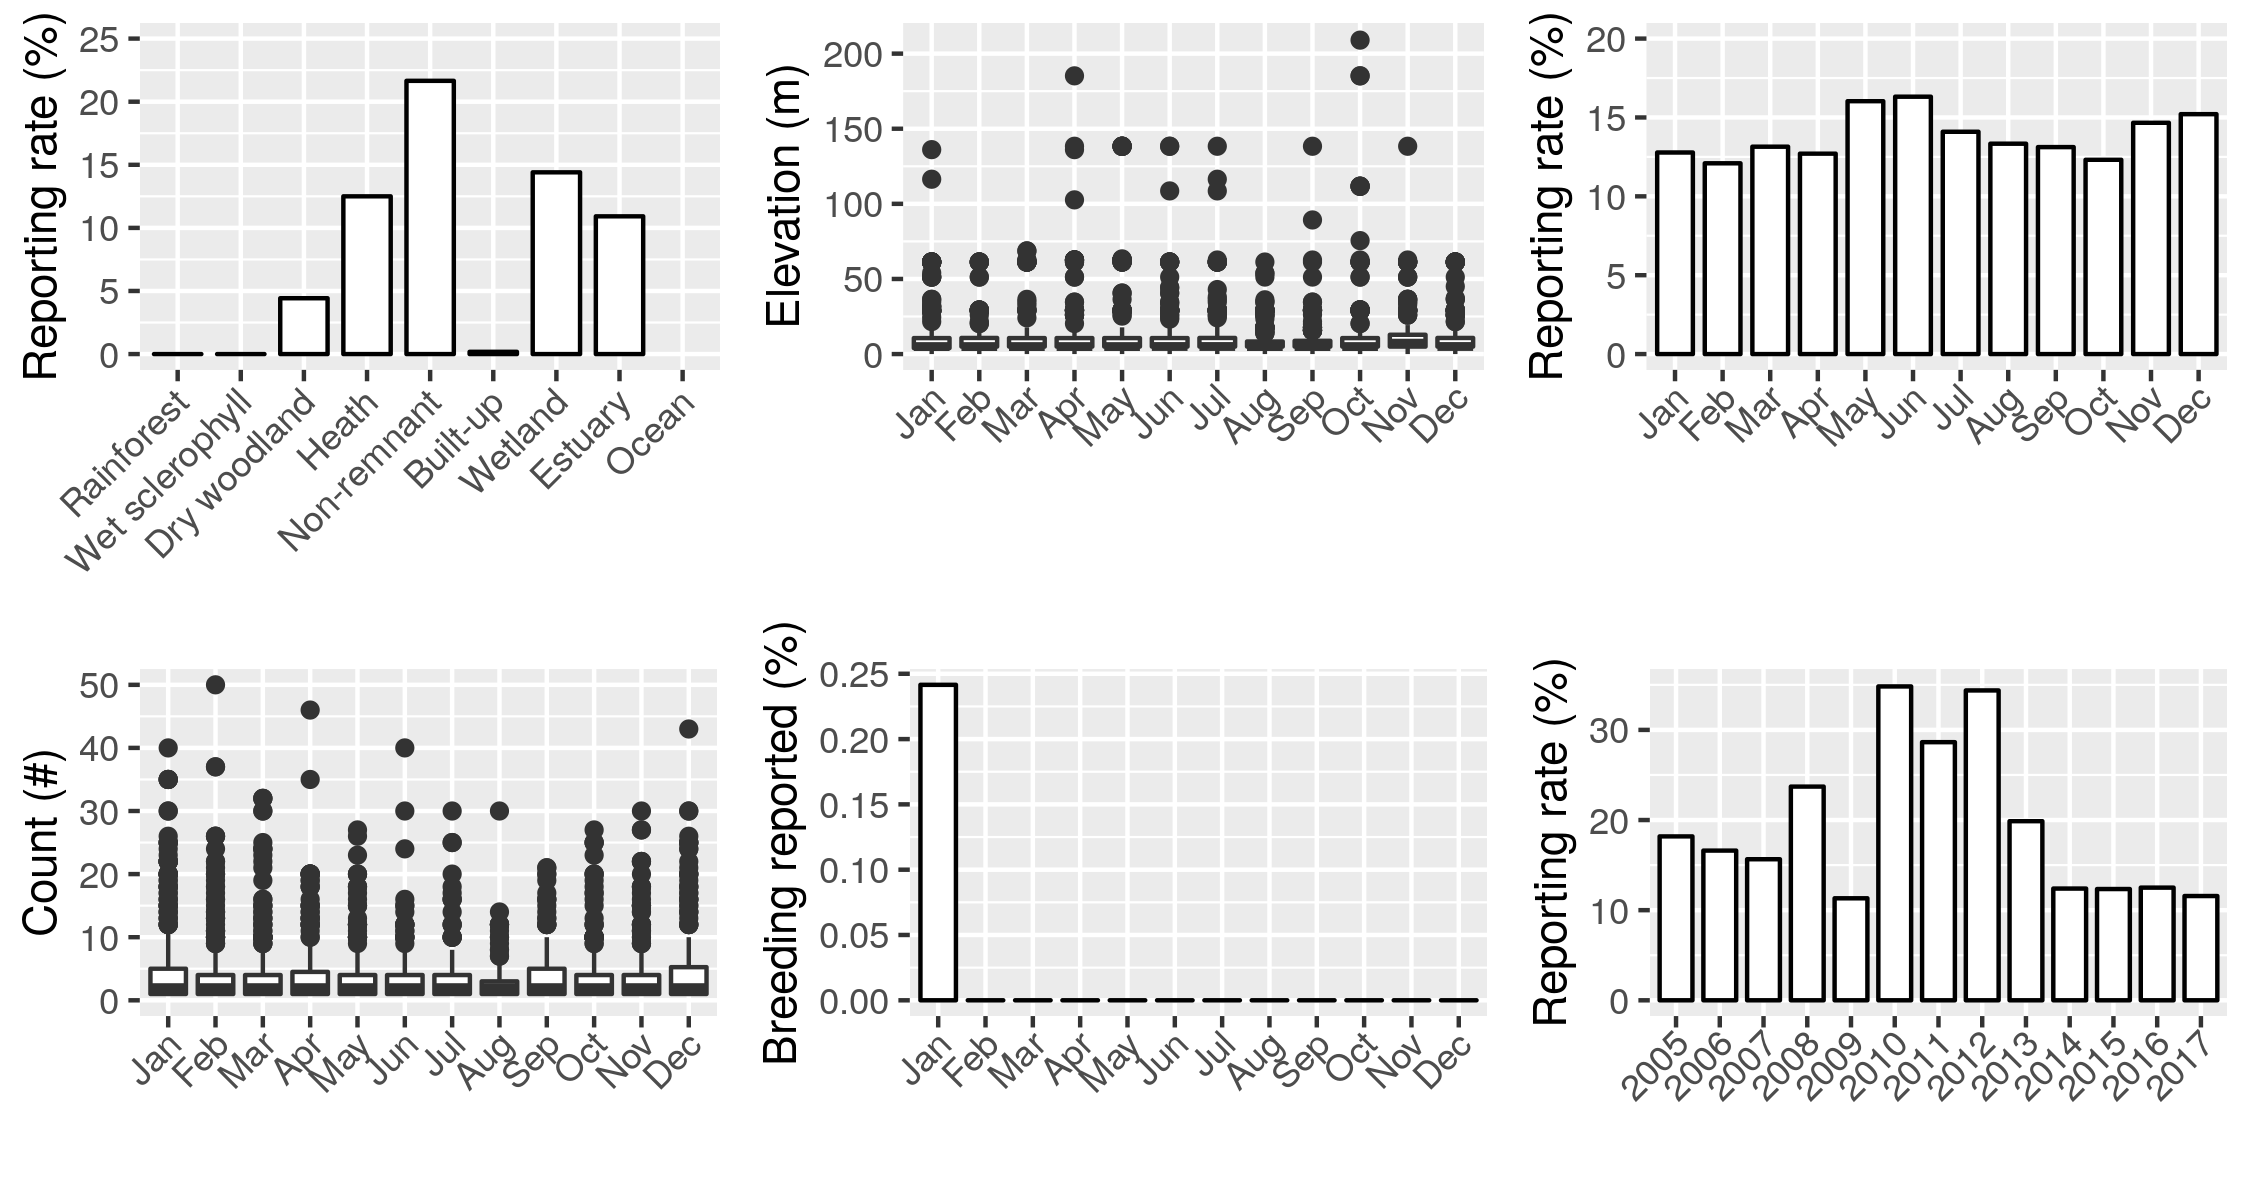 Reporting rate (%)
25
20
15
10
5
0
Rainforest
Wet sclerophyll
Dry woodland
Heath
Non-remnant
Built-up
Wetland
Estuary
Ocean
Elevation (m)
200
150
100
50
0
Jan
Feb
Mar
Apr
May
Jun
Jul
Aug
Sep
Oct
Nov
Dec
Reporting rate (%)
20
15
10
5
0
Jan
Feb
Mar
Apr
May
Jun
Jul
Aug
Sep
Oct
Nov
Dec
Count (#)
50
40
30
20
10
0
Jan
Feb
Mar
Apr
May
Jun
Jul
Aug
Sep
Oct
Nov
Dec
Breeding reported (%)
0.25
0.20
0.15
0.10
0.05
0.00
Jan
Feb
Mar
Apr
May
Jun
Jul
Aug
Sep
Oct
Nov
Dec
Reporting rate (%)
30
20
10
0
2005
2006
2007
2008
2009
2010
2011
2012
2013
2014
2015
2016
2017